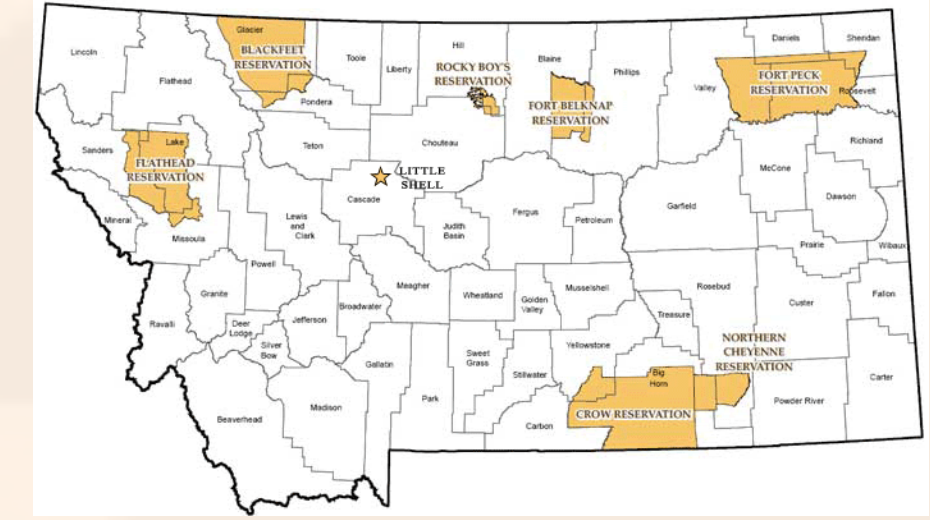 Lincoln
Flathead
Glacier
BLACKFEET
RESERVATION
Toole
Liberty
Hill
ROCKY BOY'S
RESERVATION
Blaine
Phillips
Valley
Daniels
Sheridan
FORT PECK
RESERVATION
Roosevelt
Pondera
FORT BELKNAP
RESERVATION
Sanders
Lake
FLATHEAD
RESERVATION
Teton
Chouteau
LITTLE
SHELL
Cascade
Richland
McCone
Dawson
Garfield
Mineral
Missoula
Lewis
and
Clark
Judith
Basin
Fergus
Petroleum
Prairie
Wibaux
Powell
Granite
Meagher
Wheatland
Golden
Valley
Musselshell
Rosebud
Custer
Fallon
Ravalli
Deer
Lodge
Silver
Bow
Jefferson
Broadwater
Treasure
Gallatin
Sweet
Grass
Stillwater
Yellowstone
NORTHERN
CHEYENNE
RESERVATION
Big
Horn
Carter
Beaverhead
Madison
Park
Carbon
CROW RESERVATION
Powder River